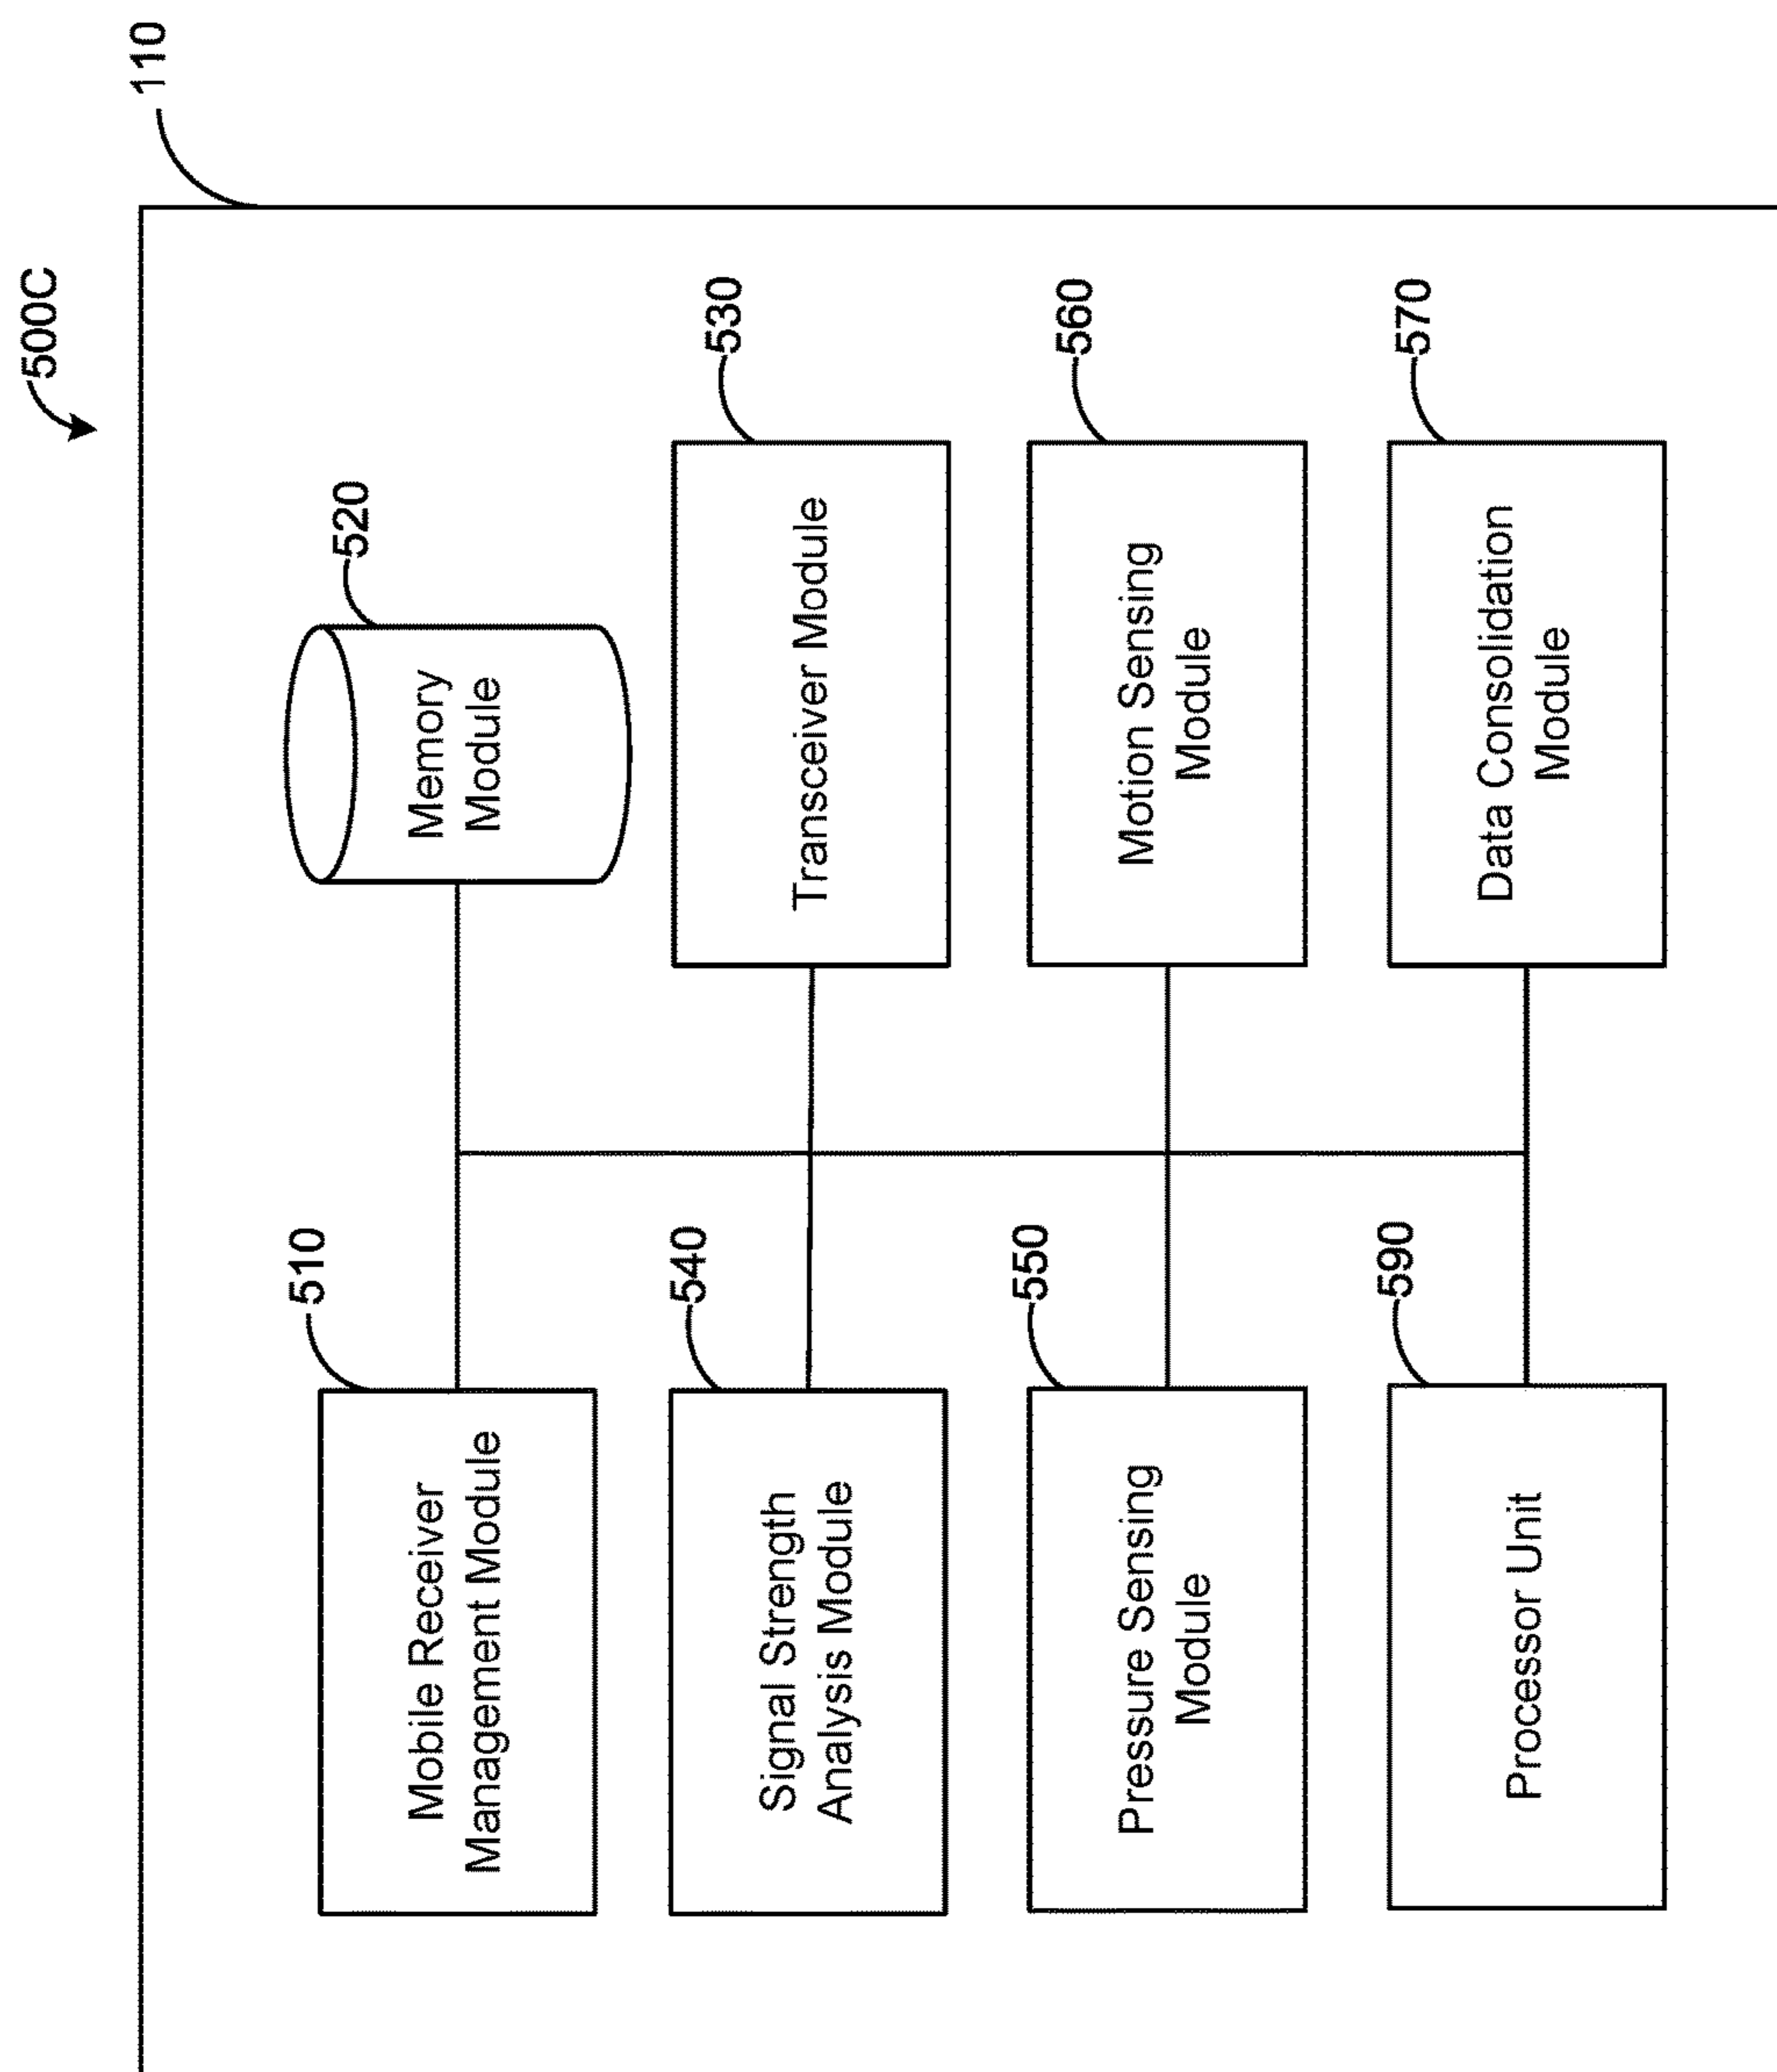 500C
110
510
Mobile Receiver
Management Module
520
Memory
Module
540
Signal Strength
Analysis Module
530
Transceiver Module
550
Pressure Sensing
Module
560
Motion Sensing
Module
590
Processor Unit
570
Data Consolidation
Module